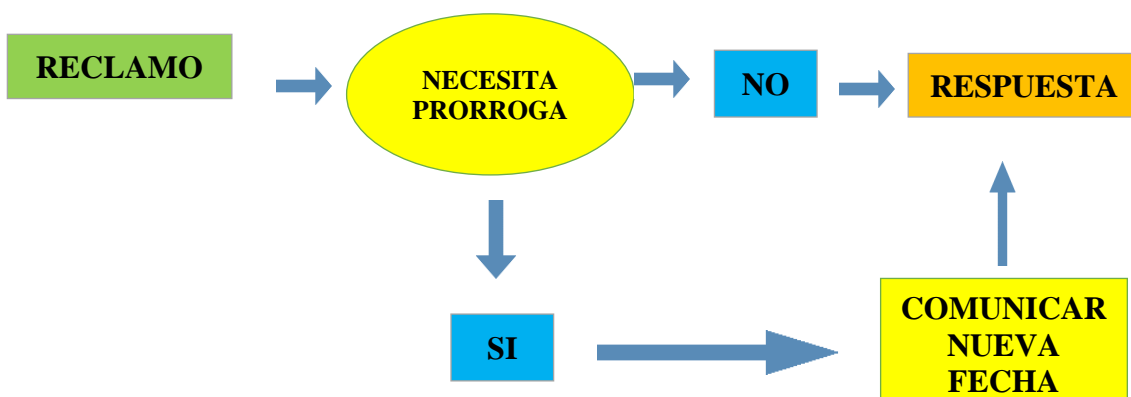 RECLAMO
NECESITA
PRORROGA
NO
RESPUESTA
SI
COMUNICAR
NUEVA
FECHA